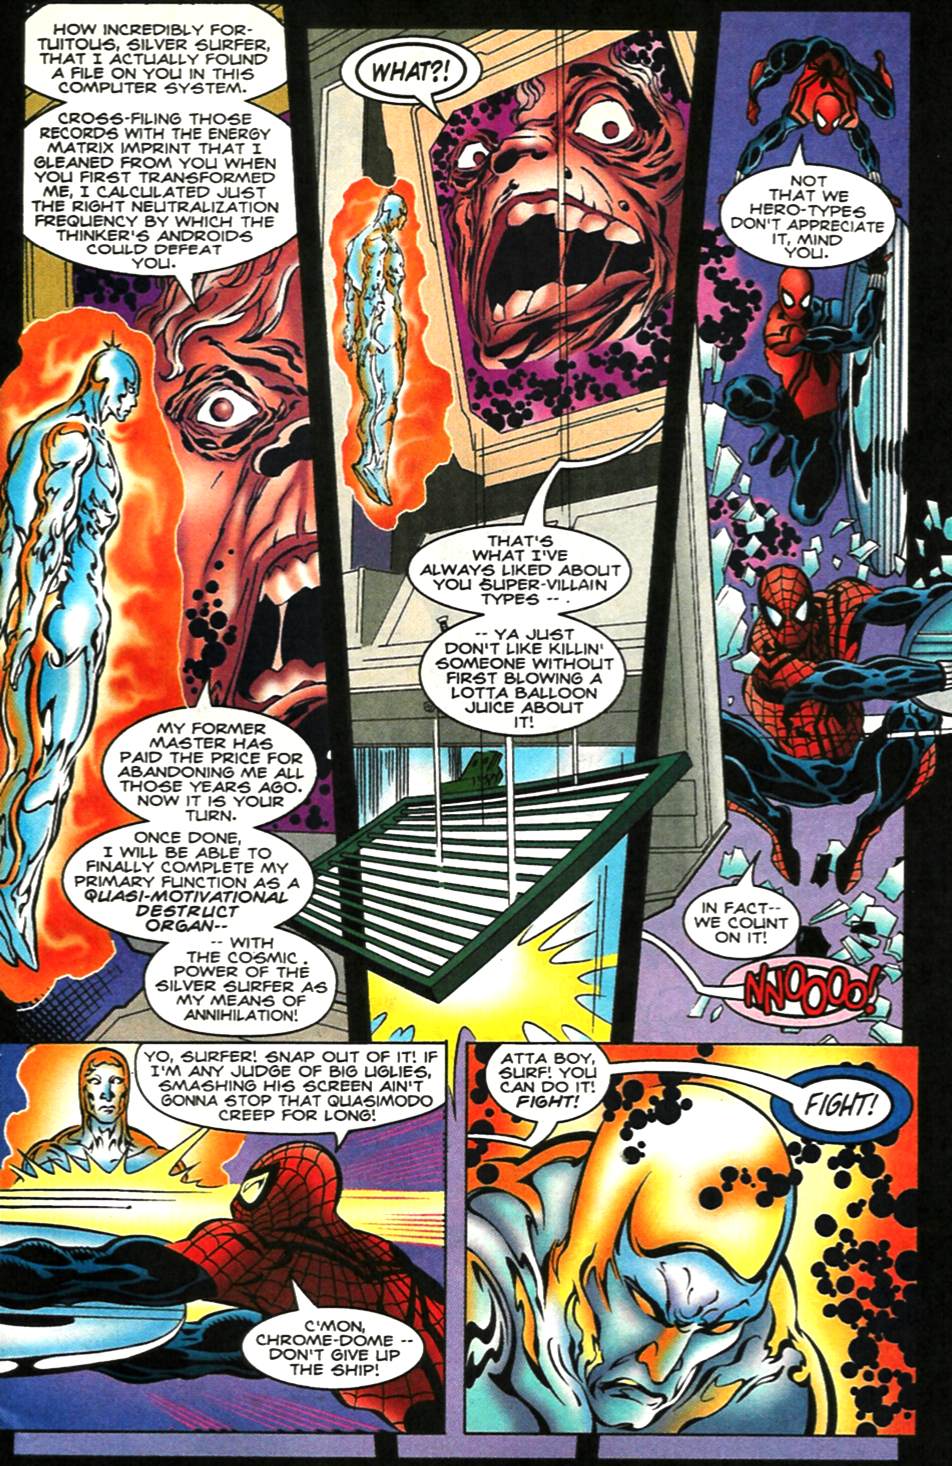 HOW INCREDIBLY FOR-
TUITOUS, SILVER SURFER,
THAT I ACTUALLY FOUND
A FILE ON YOU IN THIS
COMPUTER SYSTEM.
CROSS-FILING THOSE
RECORDS WITH THE ENERGY
MATRIX IMPRINT THAT I
GLEANED FROM YOU WHEN
YOU FIRST TRANSFORMED
ME, I CALCULATED JUST
THE RIGHT NEUTRALIZATION
FREQUENCY BY WHICH THE
THINKER'S ANDROIDS
COULD DEFEAT
YOU.
MY FORMER
MASTER HAS
PAID THE PRICE FOR
ABANDONING ME ALL
THOSE YEARS AGO.
NOW IT IS YOUR
TURN.
ONCE DONE,
I WILL BE ABLE TO
FINALLY COMPLETE MY
PRIMARY FUNCTION AS A
QUASI-MOTIVATIONAL
DESTRUCT
ORGAN--
-- WITH
THE COSMIC
POWER OF THE
SILVER SURFER AS
MY MEANS OF
ANNIHILATION!
WHAT?!
THAT'S
WHAT I'VE
ALWAYS LIKED ABOUT
YOU SUPER-VILLAIN
TYPES -- .
-- YA JUST
DON'T LIKE KILLIN'
SOMEONE WITHOUT
FIRST BLOWING A
LOTTA BALLOON
JUICE ABOUT
IT!
NOT
THAT WE
HERO-TYPES
DON'T APPRECIATE
IT, MIND
YOU.
IN FACT--
WE COUNT
ON IT!
NNOOOO!
YO, SURFER! SNAP OUT OF IT! IF
I'M ANY JUDGE OF BIG UGLIES,
SMASHING HIS SCREEN AIN'T
GONNA STOP THAT QUASIMODO
CREEP FOR LONG!
C'MON,
CHROME-DOME --
DON'T GIVE UP
THE SHIP!
ATTA BOY,
SURF! YOU
CAN DO IT!
FIGHT!
FIGHT!